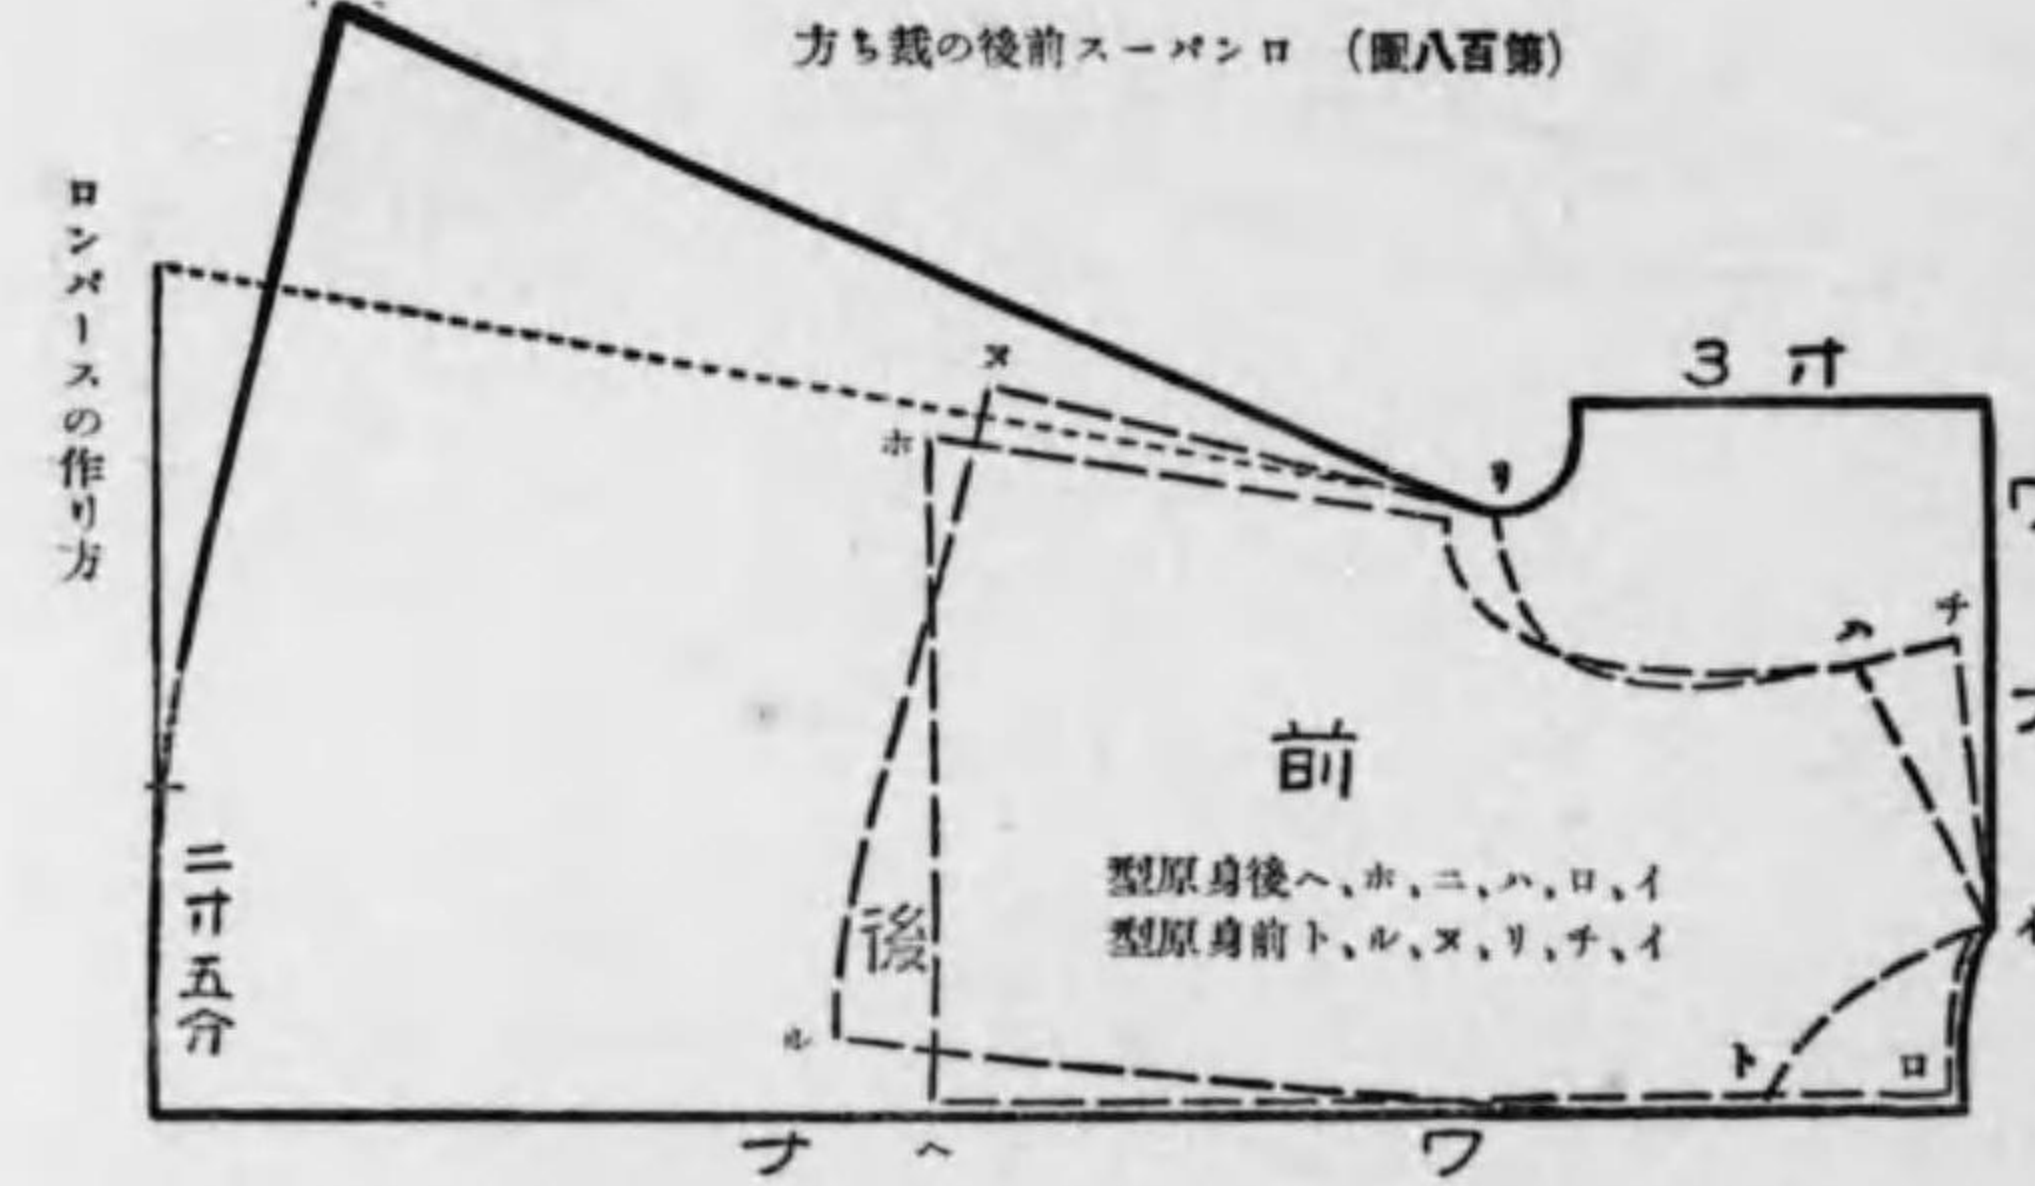 (第百八圖) ロンパース前後の裁ち方
ロンパースの作り方
3寸
ヌ
ホ
リ
チ
前
イ、ロ、ハ、ニ、ホ、ヘ後身原型
イ、チ、リ、ヌ、ル、ト前身原型
後
二寸五分
ル
ト
ロ
ナ
ヘ
ワ